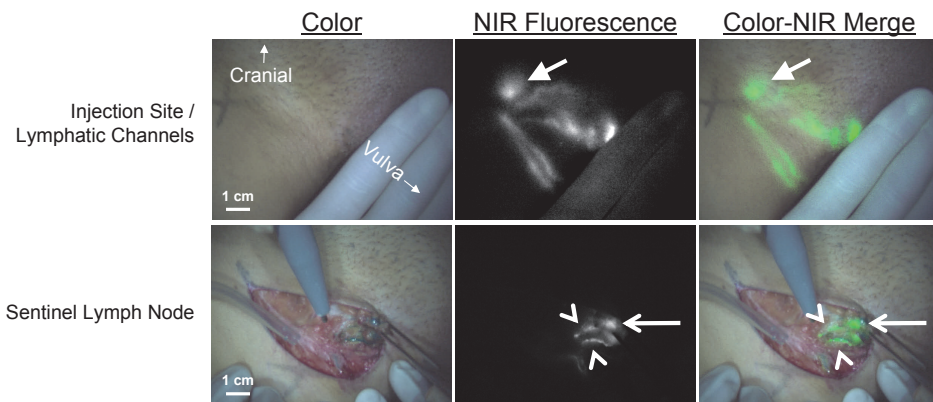 Color
NIR Fluorescence
Color-NIR Merge
Injection Site /
Lymphatic Channels
Cranial
Vulva
1 cm
Sentinel Lymph Node
1 cm